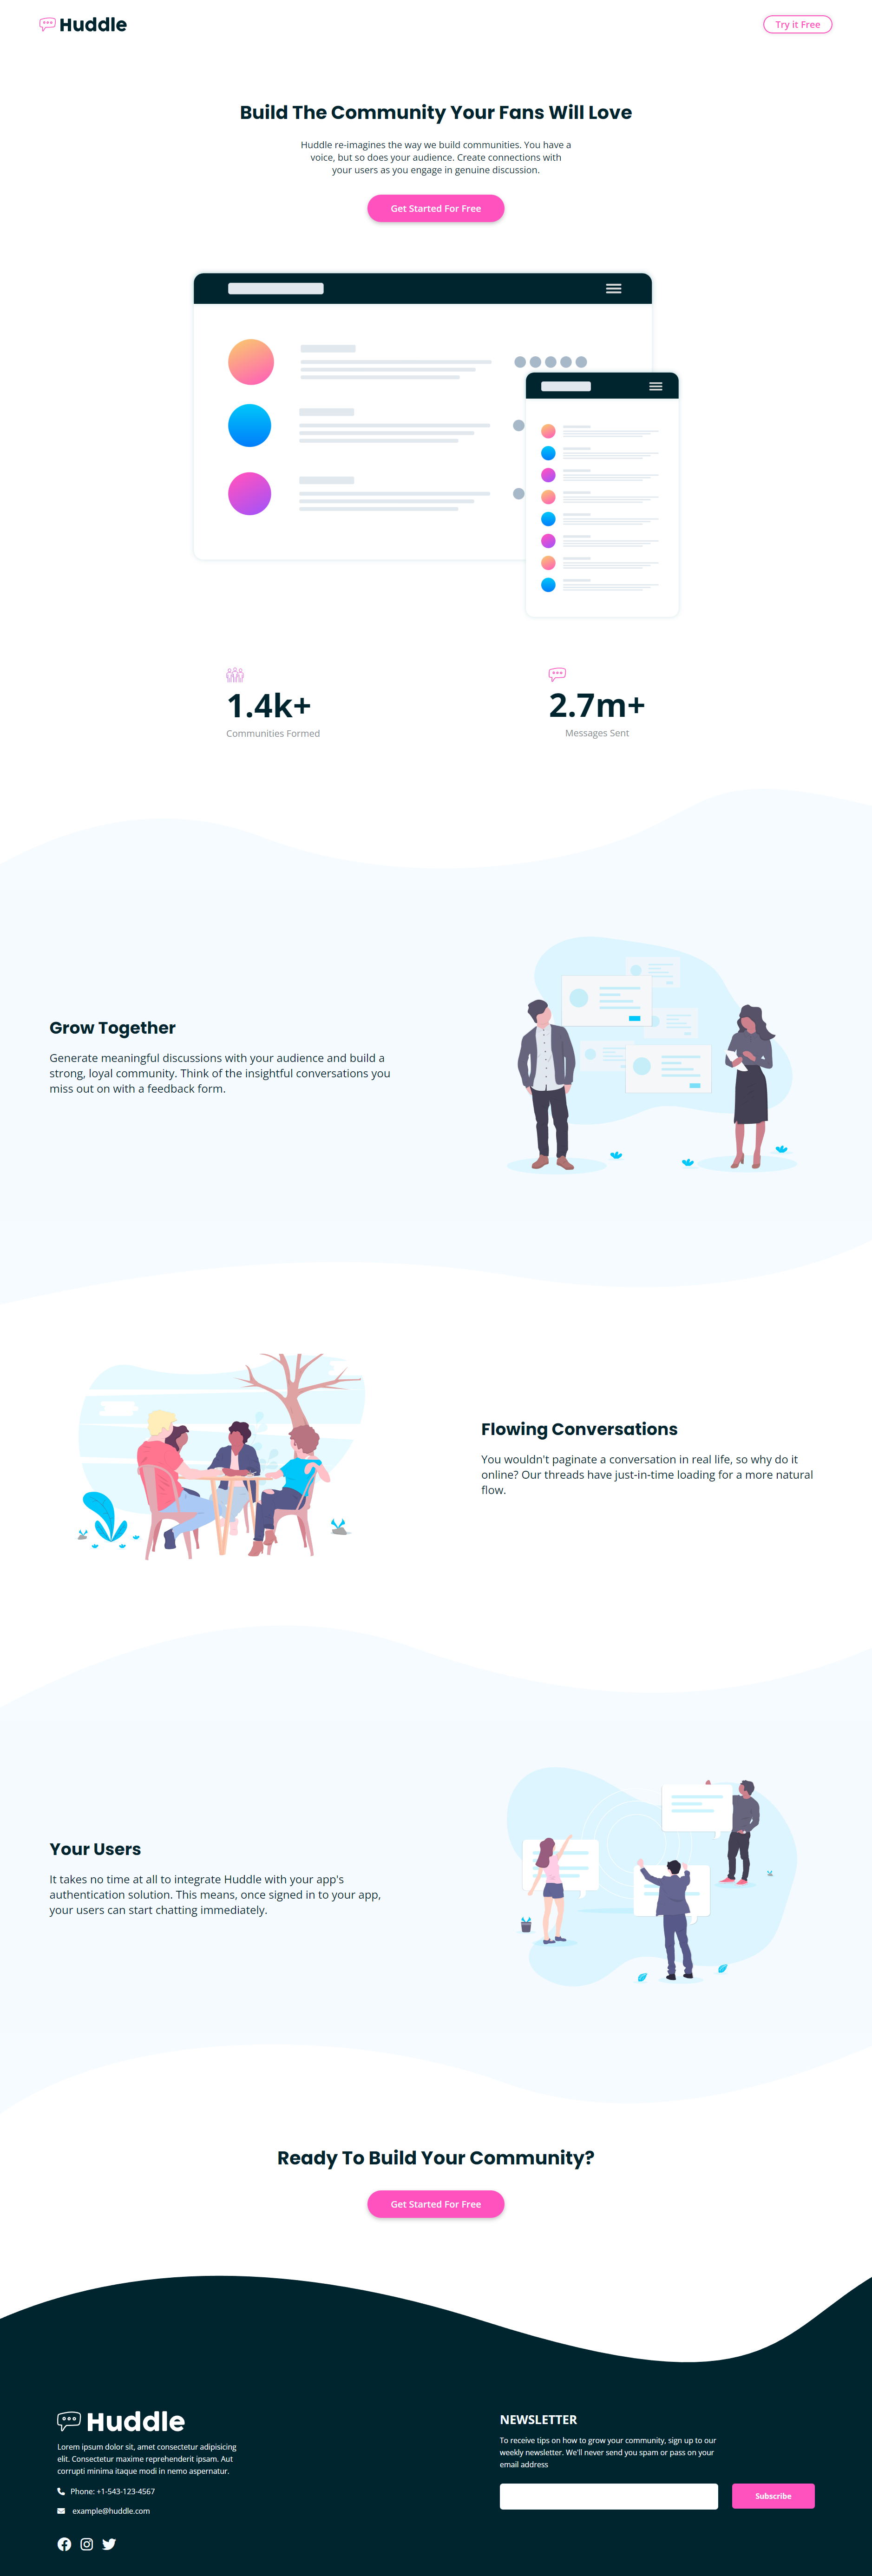 Huddle
Try it Free
Build The Community Your Fans Will Love
Huddle re-imagines the way we build communities. You have a
voice, but so does your audience. Create connections with
your users as you engage in genuine discussion.
Get Started For Free
1.4k+
Communities Formed
2.7m+
Messages Sent
Grow Together
Generate meaningful discussions with your audience and build a
strong, loyal community. Think of the insightful conversations you
miss out on with a feedback form.
Flowing Conversations
You wouldn't paginate a conversation in real life, so why do it
online? Our threads have just-in-time loading for a more natural
flow.
Your Users
It takes no time at all to integrate Huddle with your app's
authentication solution. This means, once signed in to your app,
your users can start chatting immediately.
Ready To Build Your Community?
Get Started For Free
Huddle
Lorem ipsum dolor sit, amet consectetur adipisicing
elit. Consectetur maxime reprehenderit ipsam. Aut
corrupti minima itaque modi in nemo aspernatur.
Phone: +1-543-123-4567
example@huddle.com
NEWSLETTER
To receive tips on how to grow your community, sign up to our
weekly newsletter. We'll never send you spam or pass on your
email address
Subscribe